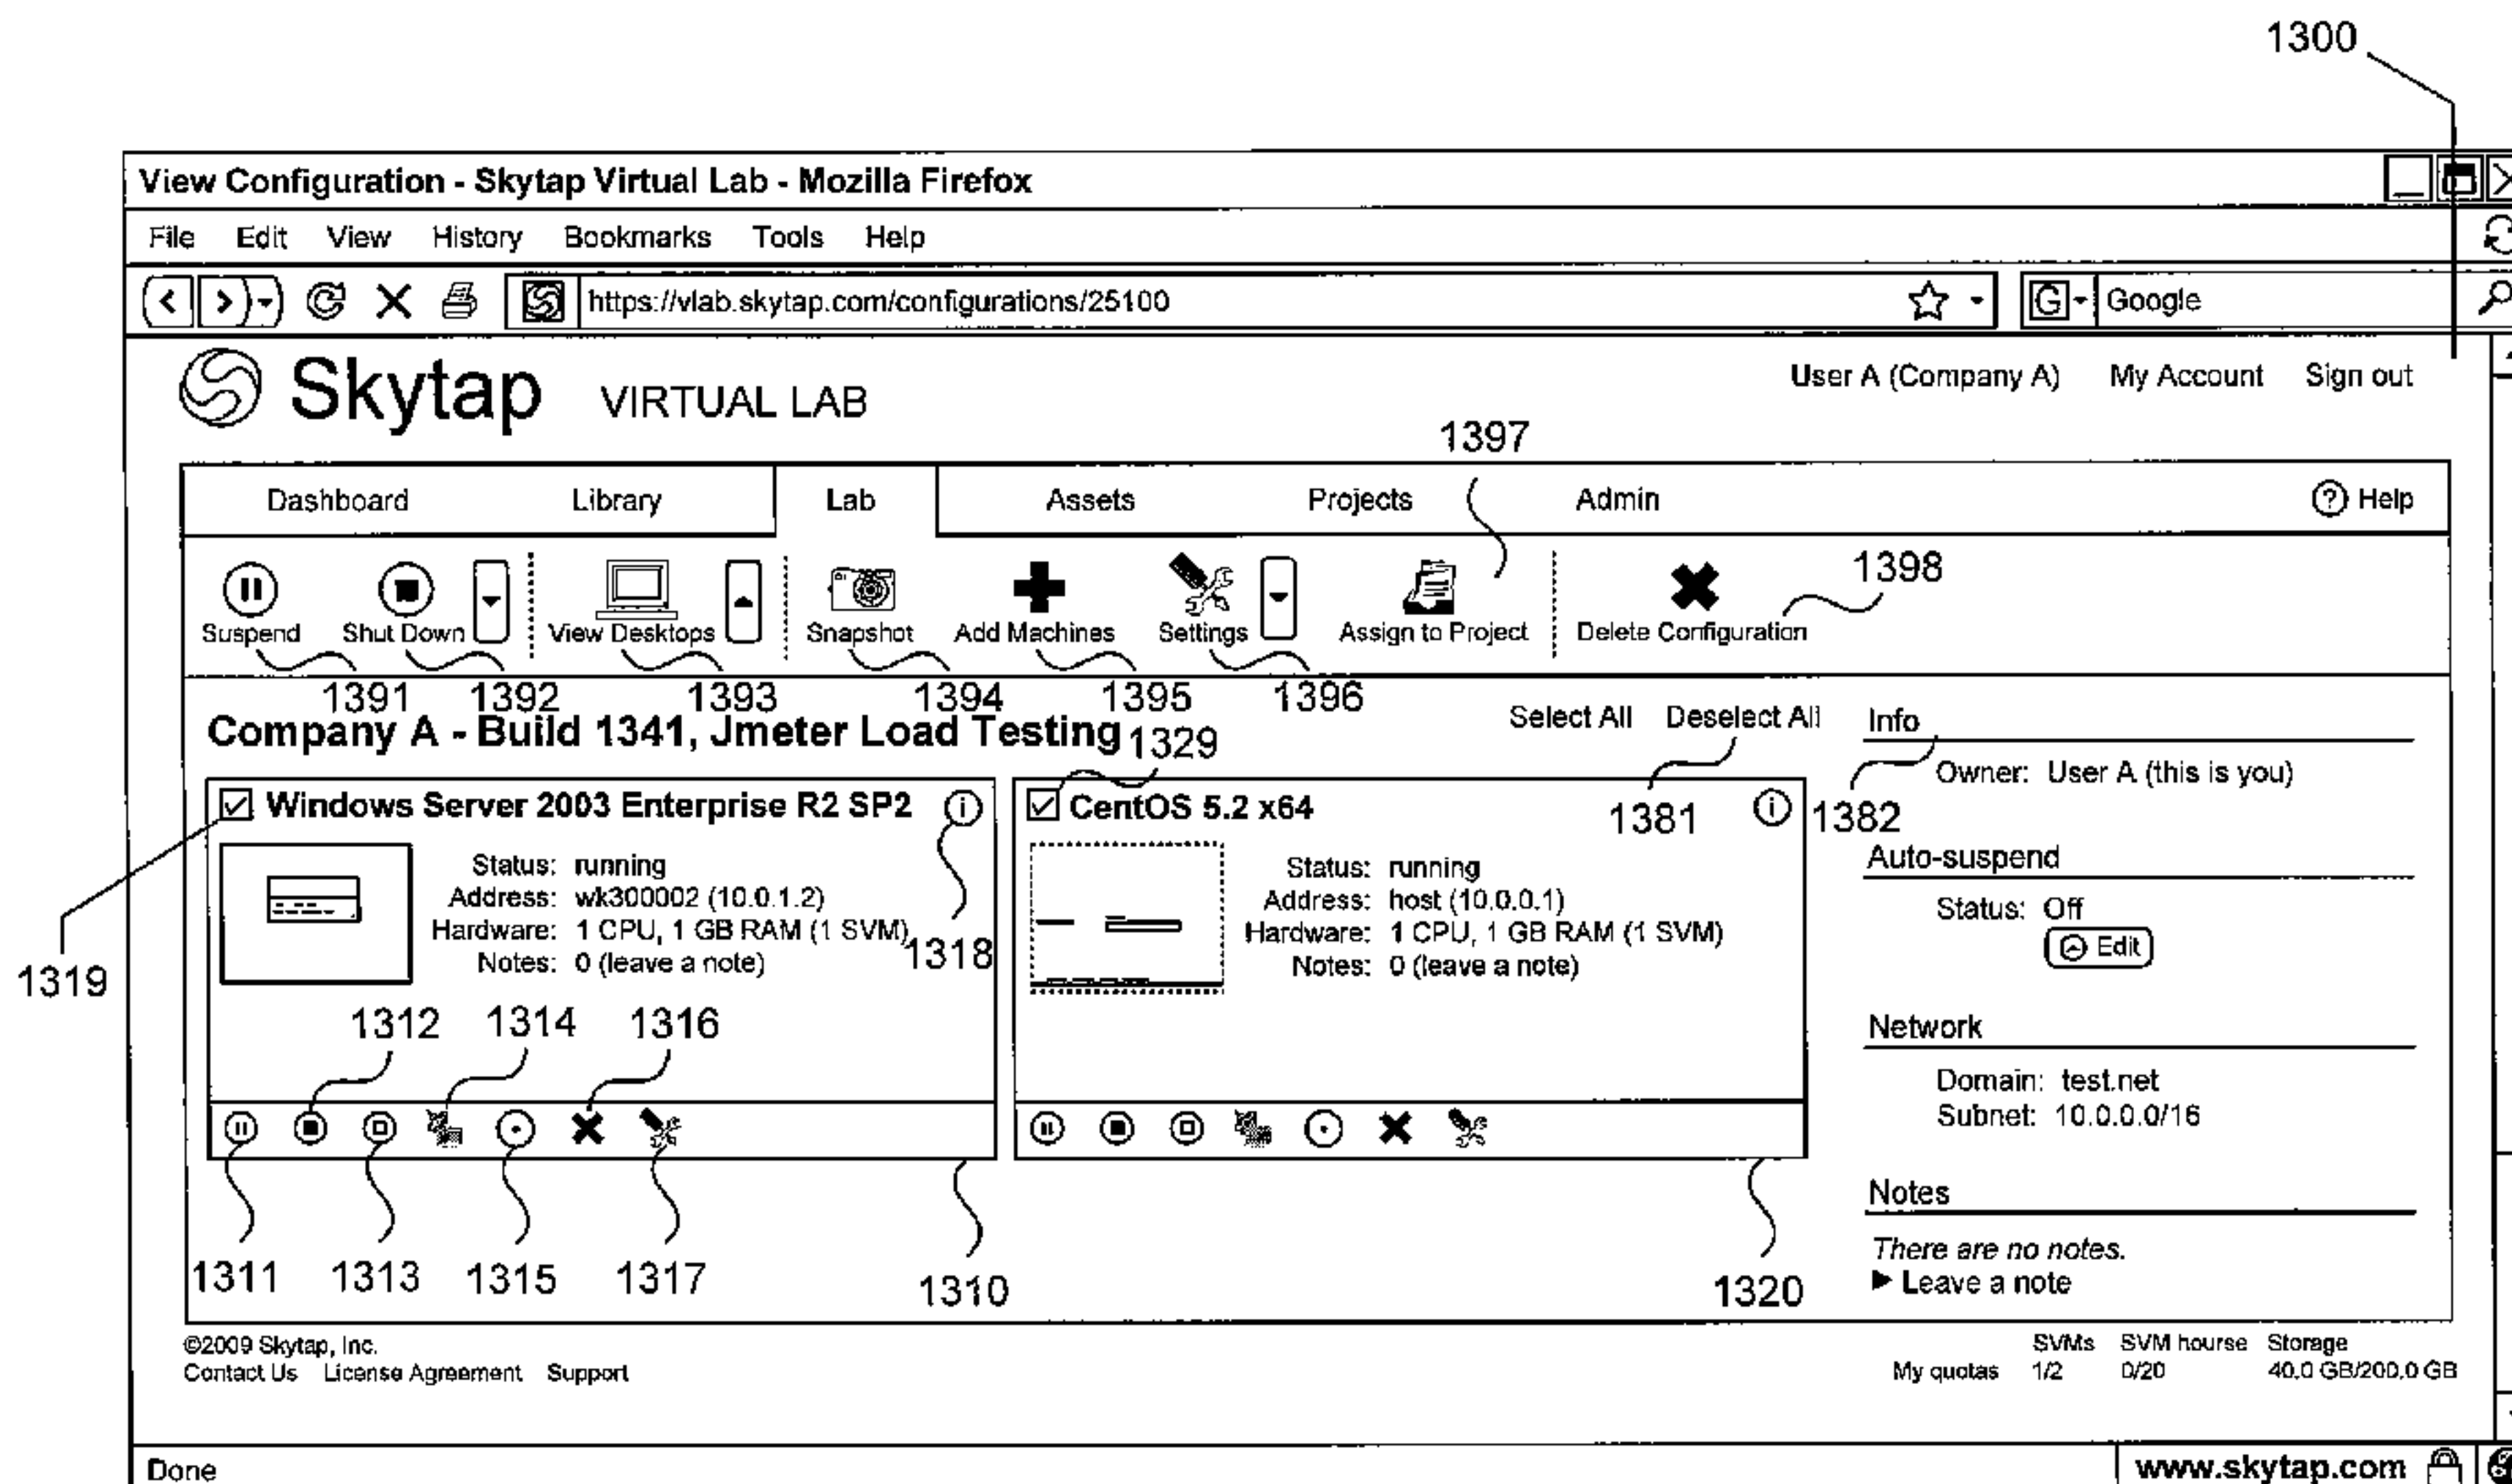 1300
View Configuration - Skytap Virtual Lab - Mozilla Firefox
File Edit View History Bookmarks Tools Help
https://vlab.skytap.com/configurations/25100 G Google
Skytap VIRTUAL LAB User A (Company A) My Account Sign out
1397
Dashboard Library Lab Assets Projects Admin ? Help
1398
Suspend Shut Down View Desktops Snapshot Add Machines Settings Assign to Project Delete Configuration
1391 1392 1393 1394 1395 1396
Company A - Build 1341, Jmeter Load Testing Select All Deselect All Info
1329
Owner: User A (this is you)
Windows Server 2003 Enterprise R2 SP2 i CentOS 5.2 x64 1381 i 1382
Status: running Status: running Auto-suspend
Address: wk300002 (10.0.1.2) Address: host (10.0.0.1) Status: Off
Hardware: 1 CPU, 1 GB RAM (1 SVM) Hardware: 1 CPU, 1 GB RAM (1 SVM) Edit
1318
Notes: 0 (leave a note) Notes: 0 (leave a note)
1319
1312 1314 1316 Network
Domain: test.net
Subnet: 10.0.0.0/16
Notes
There are no notes.
1311 1313 1315 1317 1310 1320 Leave a note
©2009 Skytap, Inc. SVMs SVM hourse Storage
Contact Us License Agreement Support My quotas 1/2 0/20 40.0 GB/200.0 GB
Done www.skytap.com